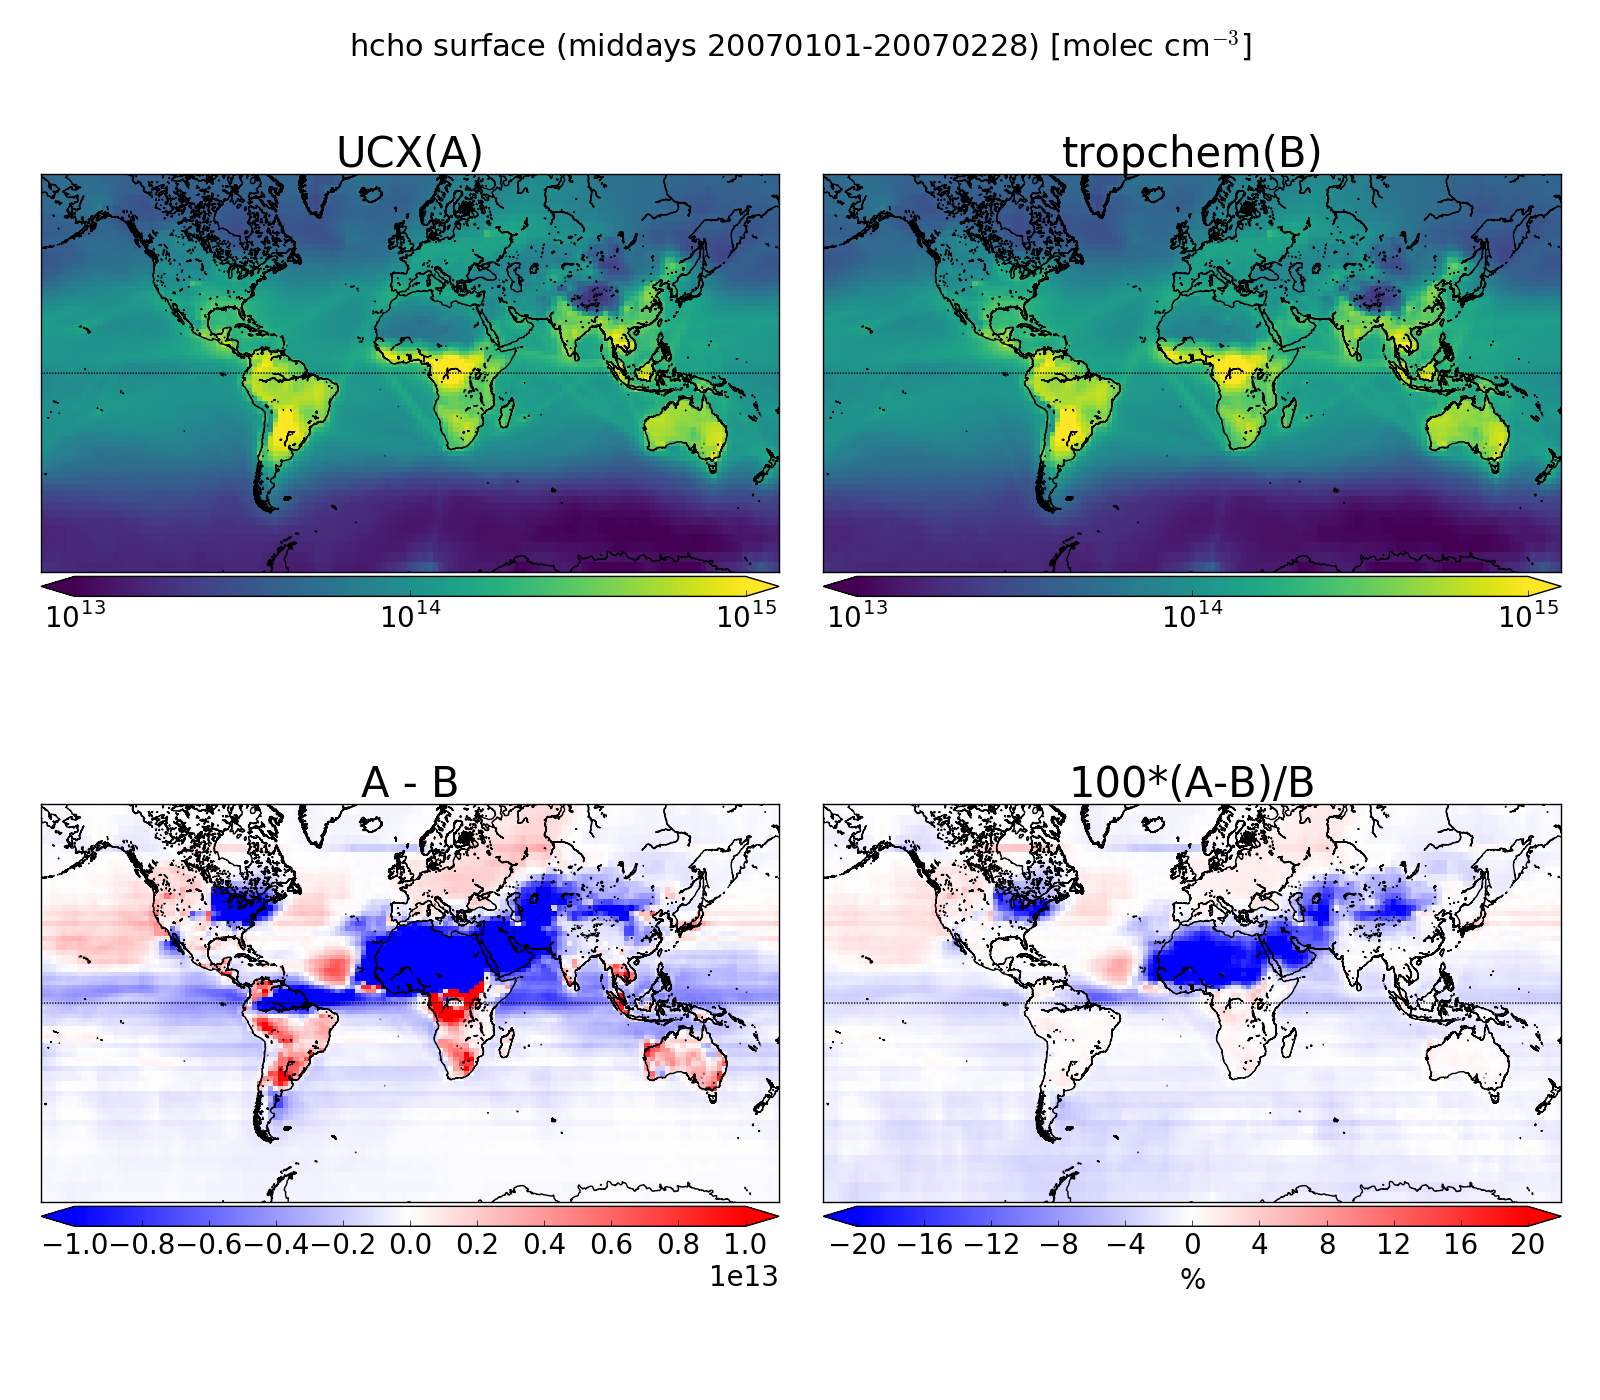 hcho surface (middays 20070101-20070228) [molec cm⁻³]
UCX(A) tropchem(B)
10¹³ 10¹⁴ 10¹⁵ 10¹³ 10¹⁴ 10¹⁵
A - B 100*(A-B)/B
−1.0 −0.8 −0.6 −0.4 −0.2 0.0 0.2 0.4 0.6 0.8 1.0 −20 −16 −12 −8 −4 0 4 8 12 16 20
1e13 %